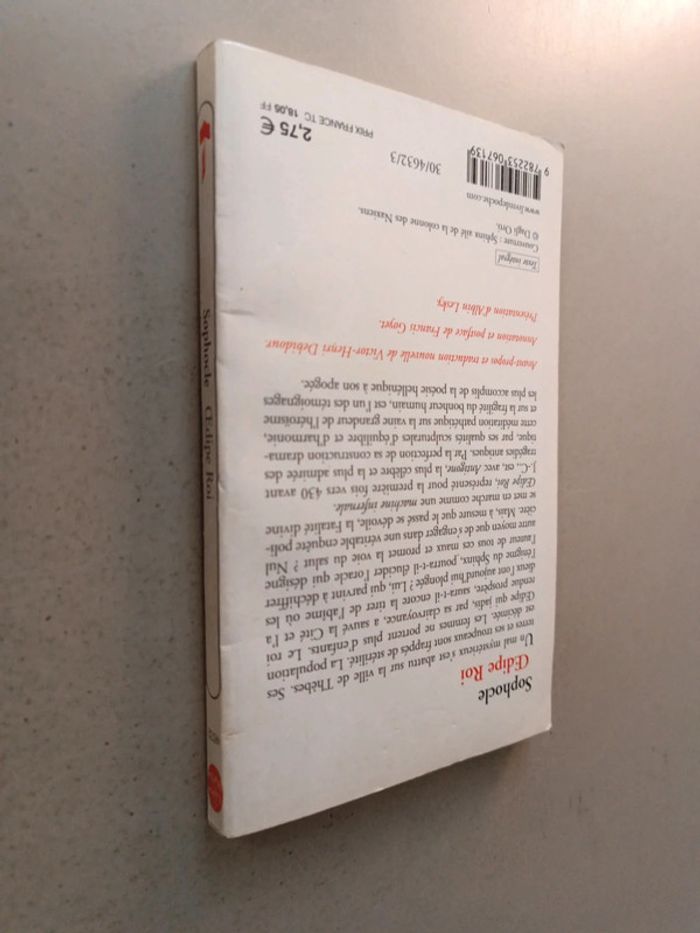 Sophocle
Œdipe Roi
Un mal mystérieux s'est abattu sur la ville de Thèbes. Ses
terres et ses troupeaux sont frappés de stérilité. La population
est décimée. Les femmes ne portent plus d'enfants. Le roi
Œdipe qui jadis, par sa clairvoyance, a sauvé la Cité et l'a
rendue prospère, saura-t-il encore la tirer de l'abîme où les
dieux l'ont aujourd'hui plongée ? Lui, qui parvint à déchiffrer
l'énigme du Sphinx, pourra-t-il élucider l'oracle qui désigne
l'auteur de tous ces maux et promet la voie du salut ? Nul
autre moyen que de s'engager dans une véritable enquête poli-
cière. Mais, à mesure que le passé se dévoile, la Fatalité divine
se met en marche comme une machine infernale.
Œdipe Roi, représenté pour la première fois vers 430 avant
J.-C., est, avec Antigone, la plus célèbre et la plus admirée des
tragédies antiques. Par la perfection de sa construction drama-
tique, par ses qualités sculpturales d'équilibre et d'harmonie,
cette méditation pathétique sur la vaine grandeur de l'héroïsme
et sur la fragilité du bonheur humain, est l'un des témoignages
les plus accomplis de la poésie hellénique à son apogée.
Avant-propos et traduction nouvelle de Victor-Henri Debidour.
Annotation et postface de Francis Goyet.
Présentation d'Albin Lesky.
Texte intégral
Couverture : Sphinx ailé de la colonne des Naxiens.
© Dagli Orti.
www.livredepoche.com
9 782253 067139
30/4632/3
2,75 €
PRIX FRANCE TC 18,05 FF
Sophocle Œdipe Roi